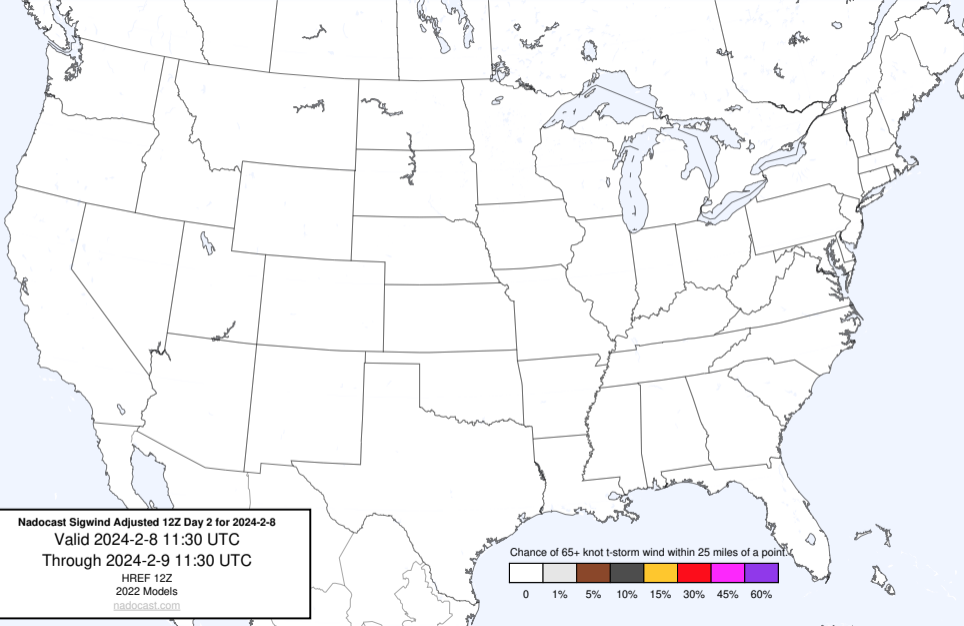 Nadocast Sigwind Adjusted 12Z Day 2 for 2024-2-8
Valid 2024-2-8 11:30 UTC
Through 2024-2-9 11:30 UTC
HREF 12Z
2022 Models
nadocast.com
Chance of 65+ knot t-storm wind within 25 miles of a point.
0 1% 5% 10% 15% 30% 45% 60%